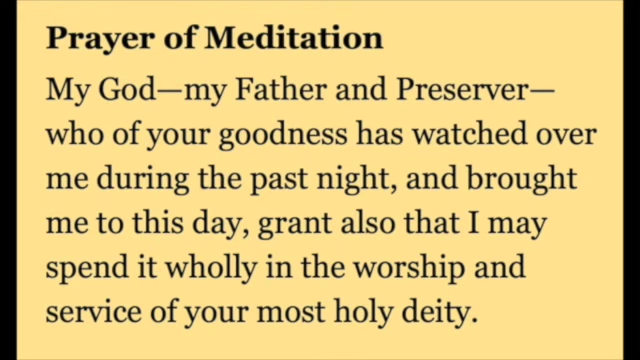 Prayer of Meditation
My God—my Father and Preserver—
who of your goodness has watched over
me during the past night, and brought
me to this day, grant also that I may
spend it wholly in the worship and
service of your most holy deity.